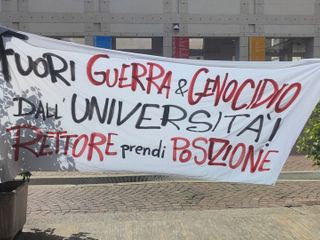 FUORI GUERRA & GENOCIDIO
DALL'UNIVERSITA'!
RETTORE prendi POSIZIONE